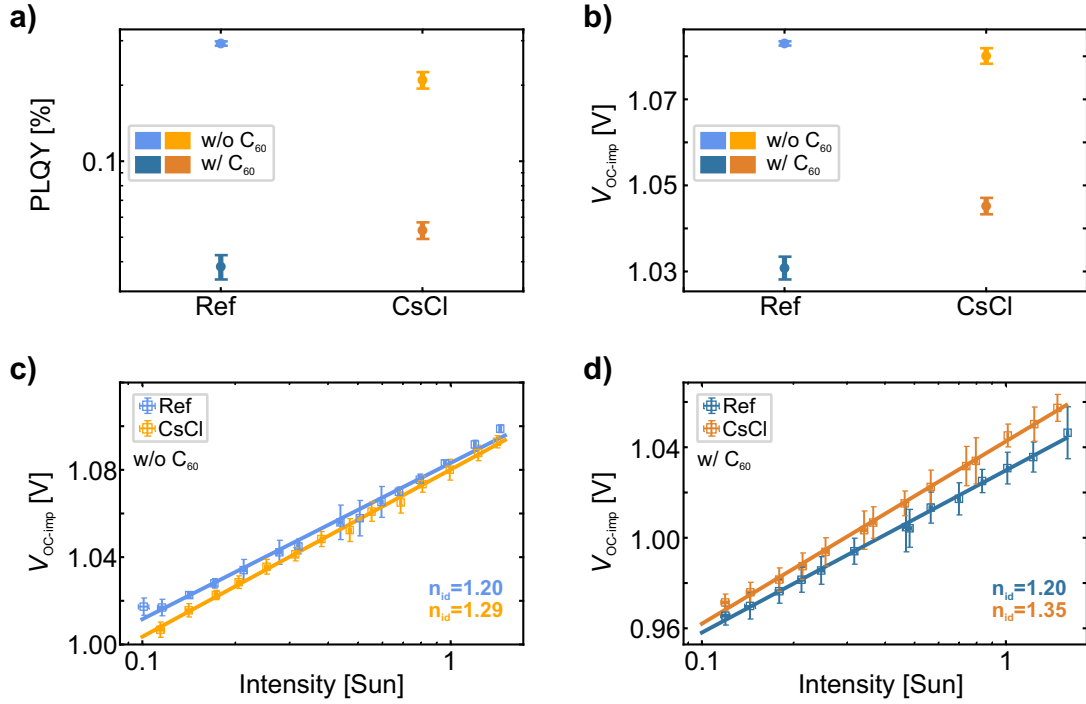 a)
PLQY [%]
0.1
w/o C60
w/ C60
Ref
CsCl
b)
VOC-imp [V]
1.07
1.05
1.03
w/o C60
w/ C60
Ref
CsCl
c)
VOC-imp [V]
1.08
1.04
1.00
Ref
CsCl
w/o C60
nid=1.20
nid=1.29
0.1
1
Intensity [Sun]
d)
VOC-imp [V]
1.04
1.00
0.96
Ref
CsCl
w/ C60
nid=1.20
nid=1.35
0.1
1
Intensity [Sun]